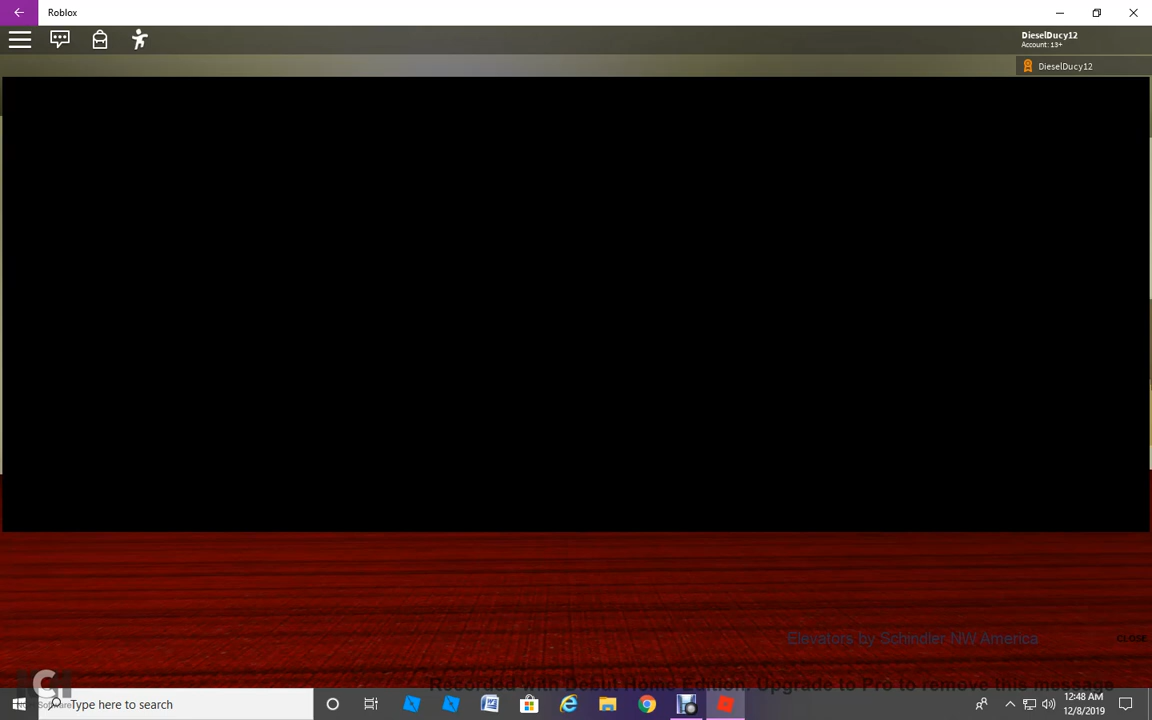 Roblox
DieselDucy12
Account: 13+
DieselDucy12
Elevators by Schindler NW America
CLOSE
Recorded with Debut Home Edition. Upgrade to Pro to remove this message
Type here to search
12:48 AM
12/8/2019